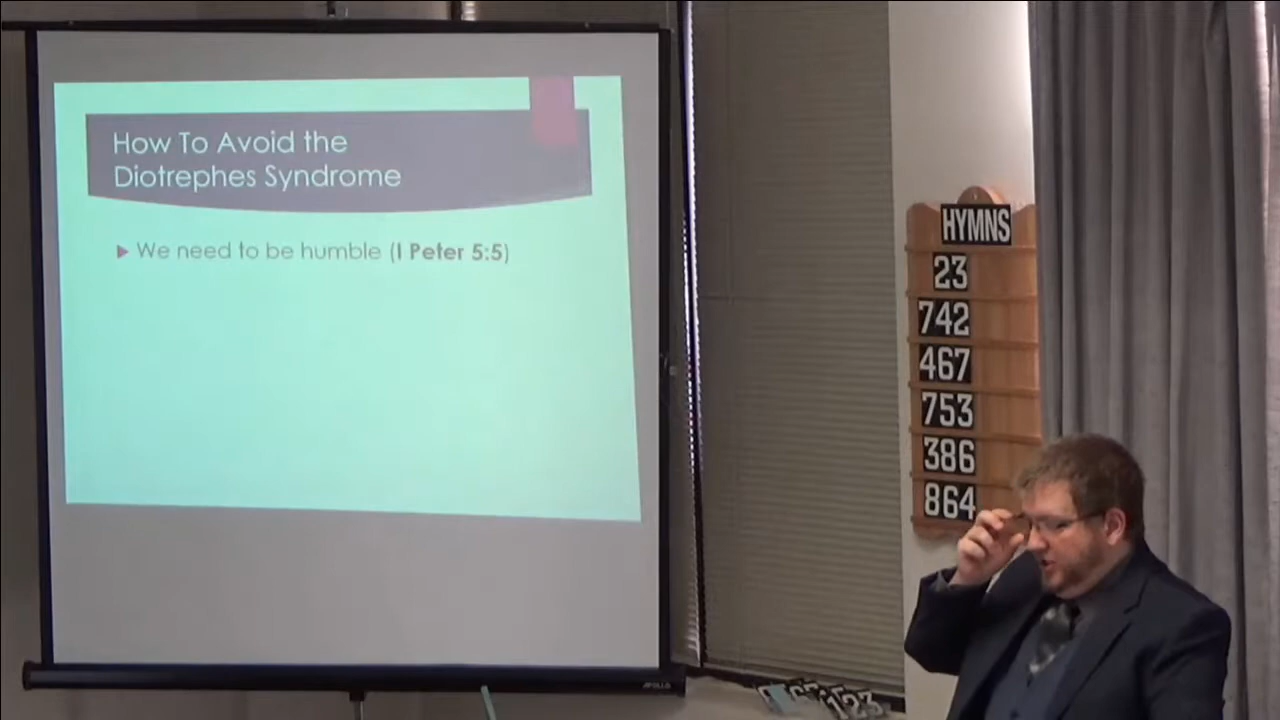 How To Avoid the
Diotrephes Syndrome
We need to be humble (I Peter 5:5)
HYMNS
23
742
467
753
386
864
APOLLO